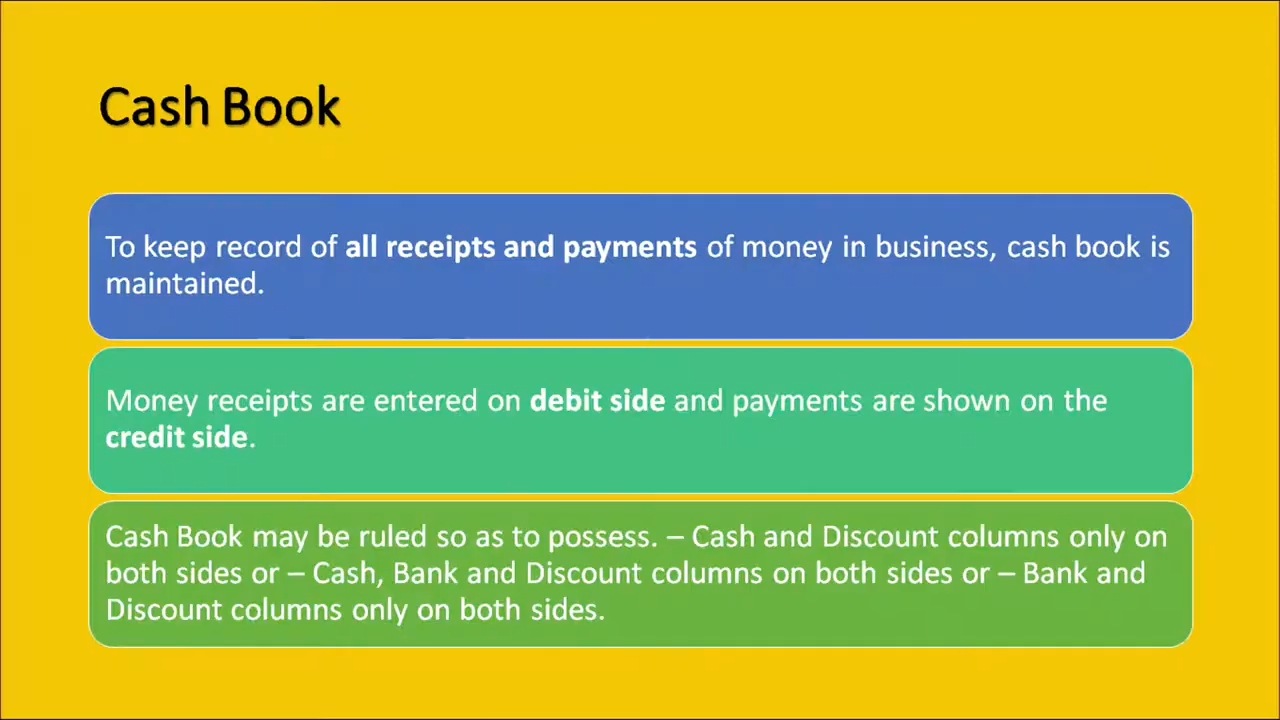 Cash Book
To keep record of all receipts and payments of money in business, cash book is
maintained.
Money receipts are entered on debit side and payments are shown on the
credit side.
Cash Book may be ruled so as to possess. – Cash and Discount columns only on
both sides or – Cash, Bank and Discount columns on both sides or – Bank and
Discount columns only on both sides.